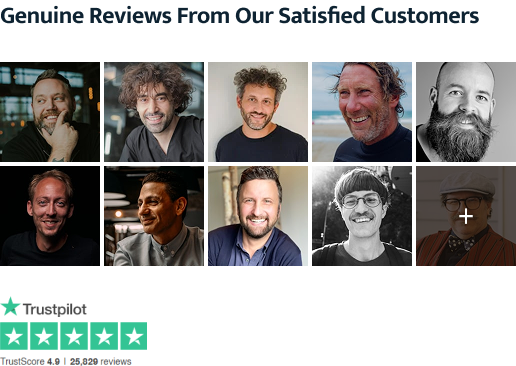 Genuine Reviews From Our Satisfied Customers
+
Trustpilot
TrustScore 4.9 | 25,829 reviews